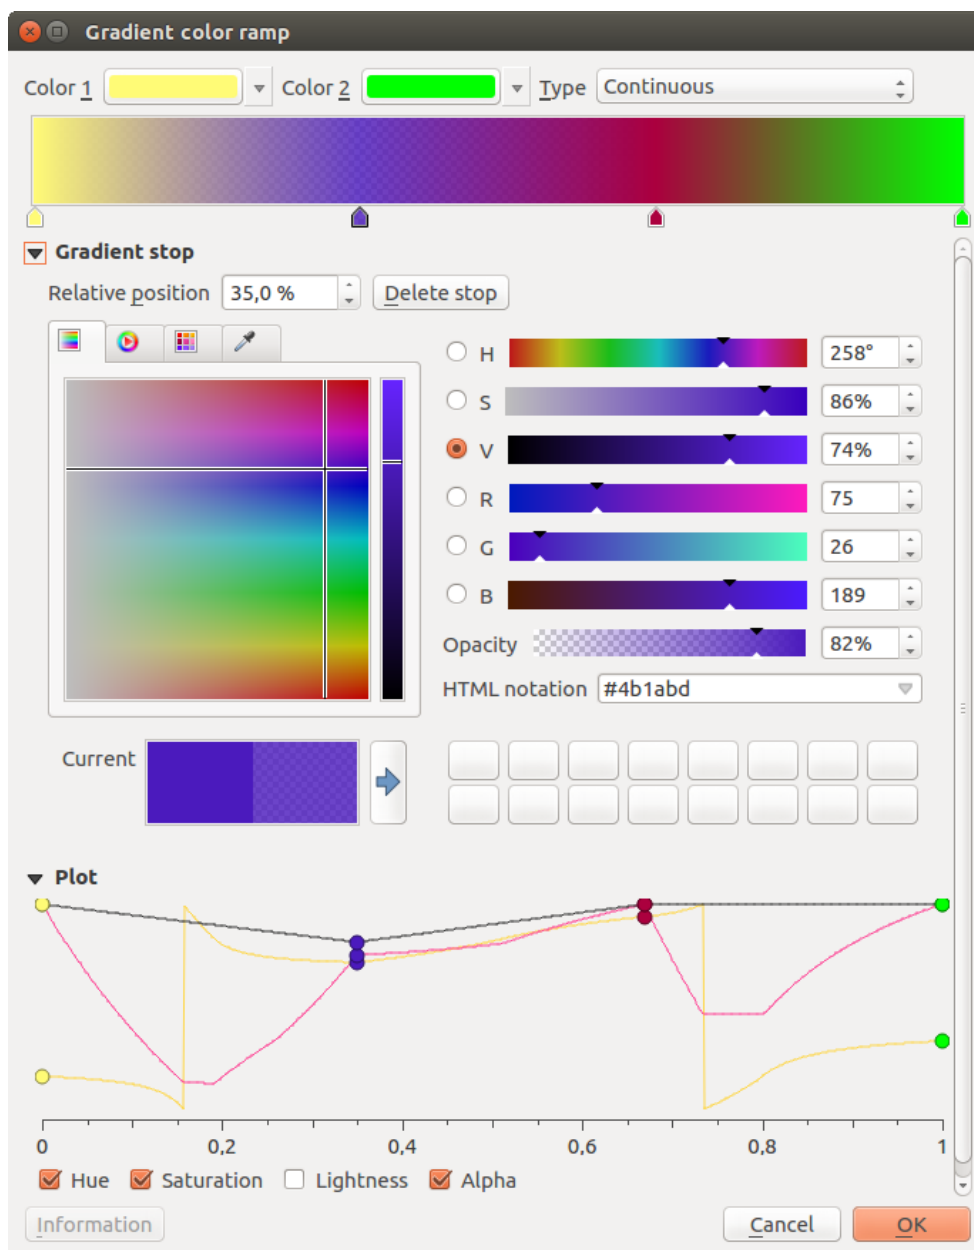 Gradient color ramp
Color 1 Color 2 Type Continuous
Gradient stop
Relative position 35,0 % Delete stop
H 258°
S 86%
V 74%
R 75
G 26
B 189
Opacity 82%
HTML notation #4b1abd
Current
Plot
0 0,2 0,4 0,6 0,8 1
Hue Saturation Lightness Alpha
Information Cancel OK